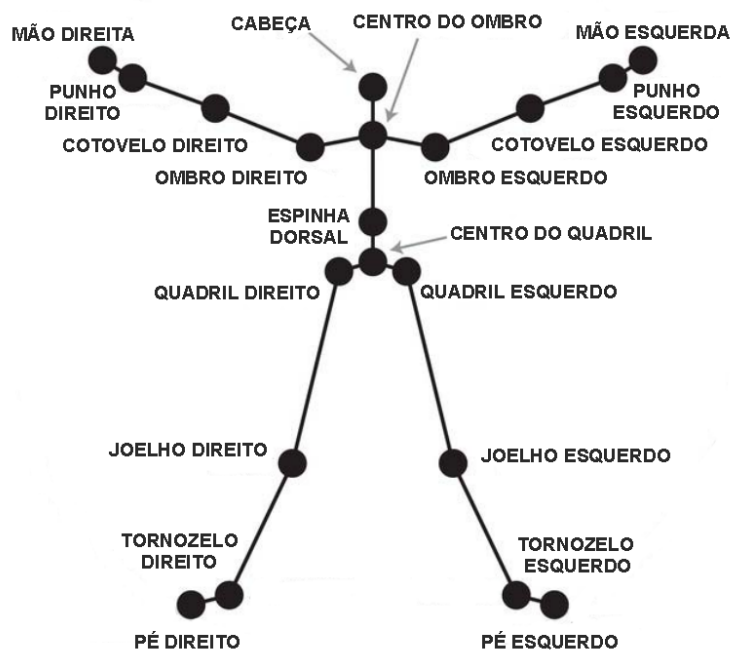 CABEÇA
CENTRO DO OMBRO
MÃO DIREITA
MÃO ESQUERDA
PUNHO
DIREITO
PUNHO
ESQUERDO
COTOVELO DIREITO
COTOVELO ESQUERDO
OMBRO DIREITO
OMBRO ESQUERDO
ESPINHA
DORSAL
CENTRO DO QUADRIL
QUADRIL DIREITO
QUADRIL ESQUERDO
JOELHO DIREITO
JOELHO ESQUERDO
TORNOZELO
DIREITO
TORNOZELO
ESQUERDO
PÉ DIREITO
PÉ ESQUERDO